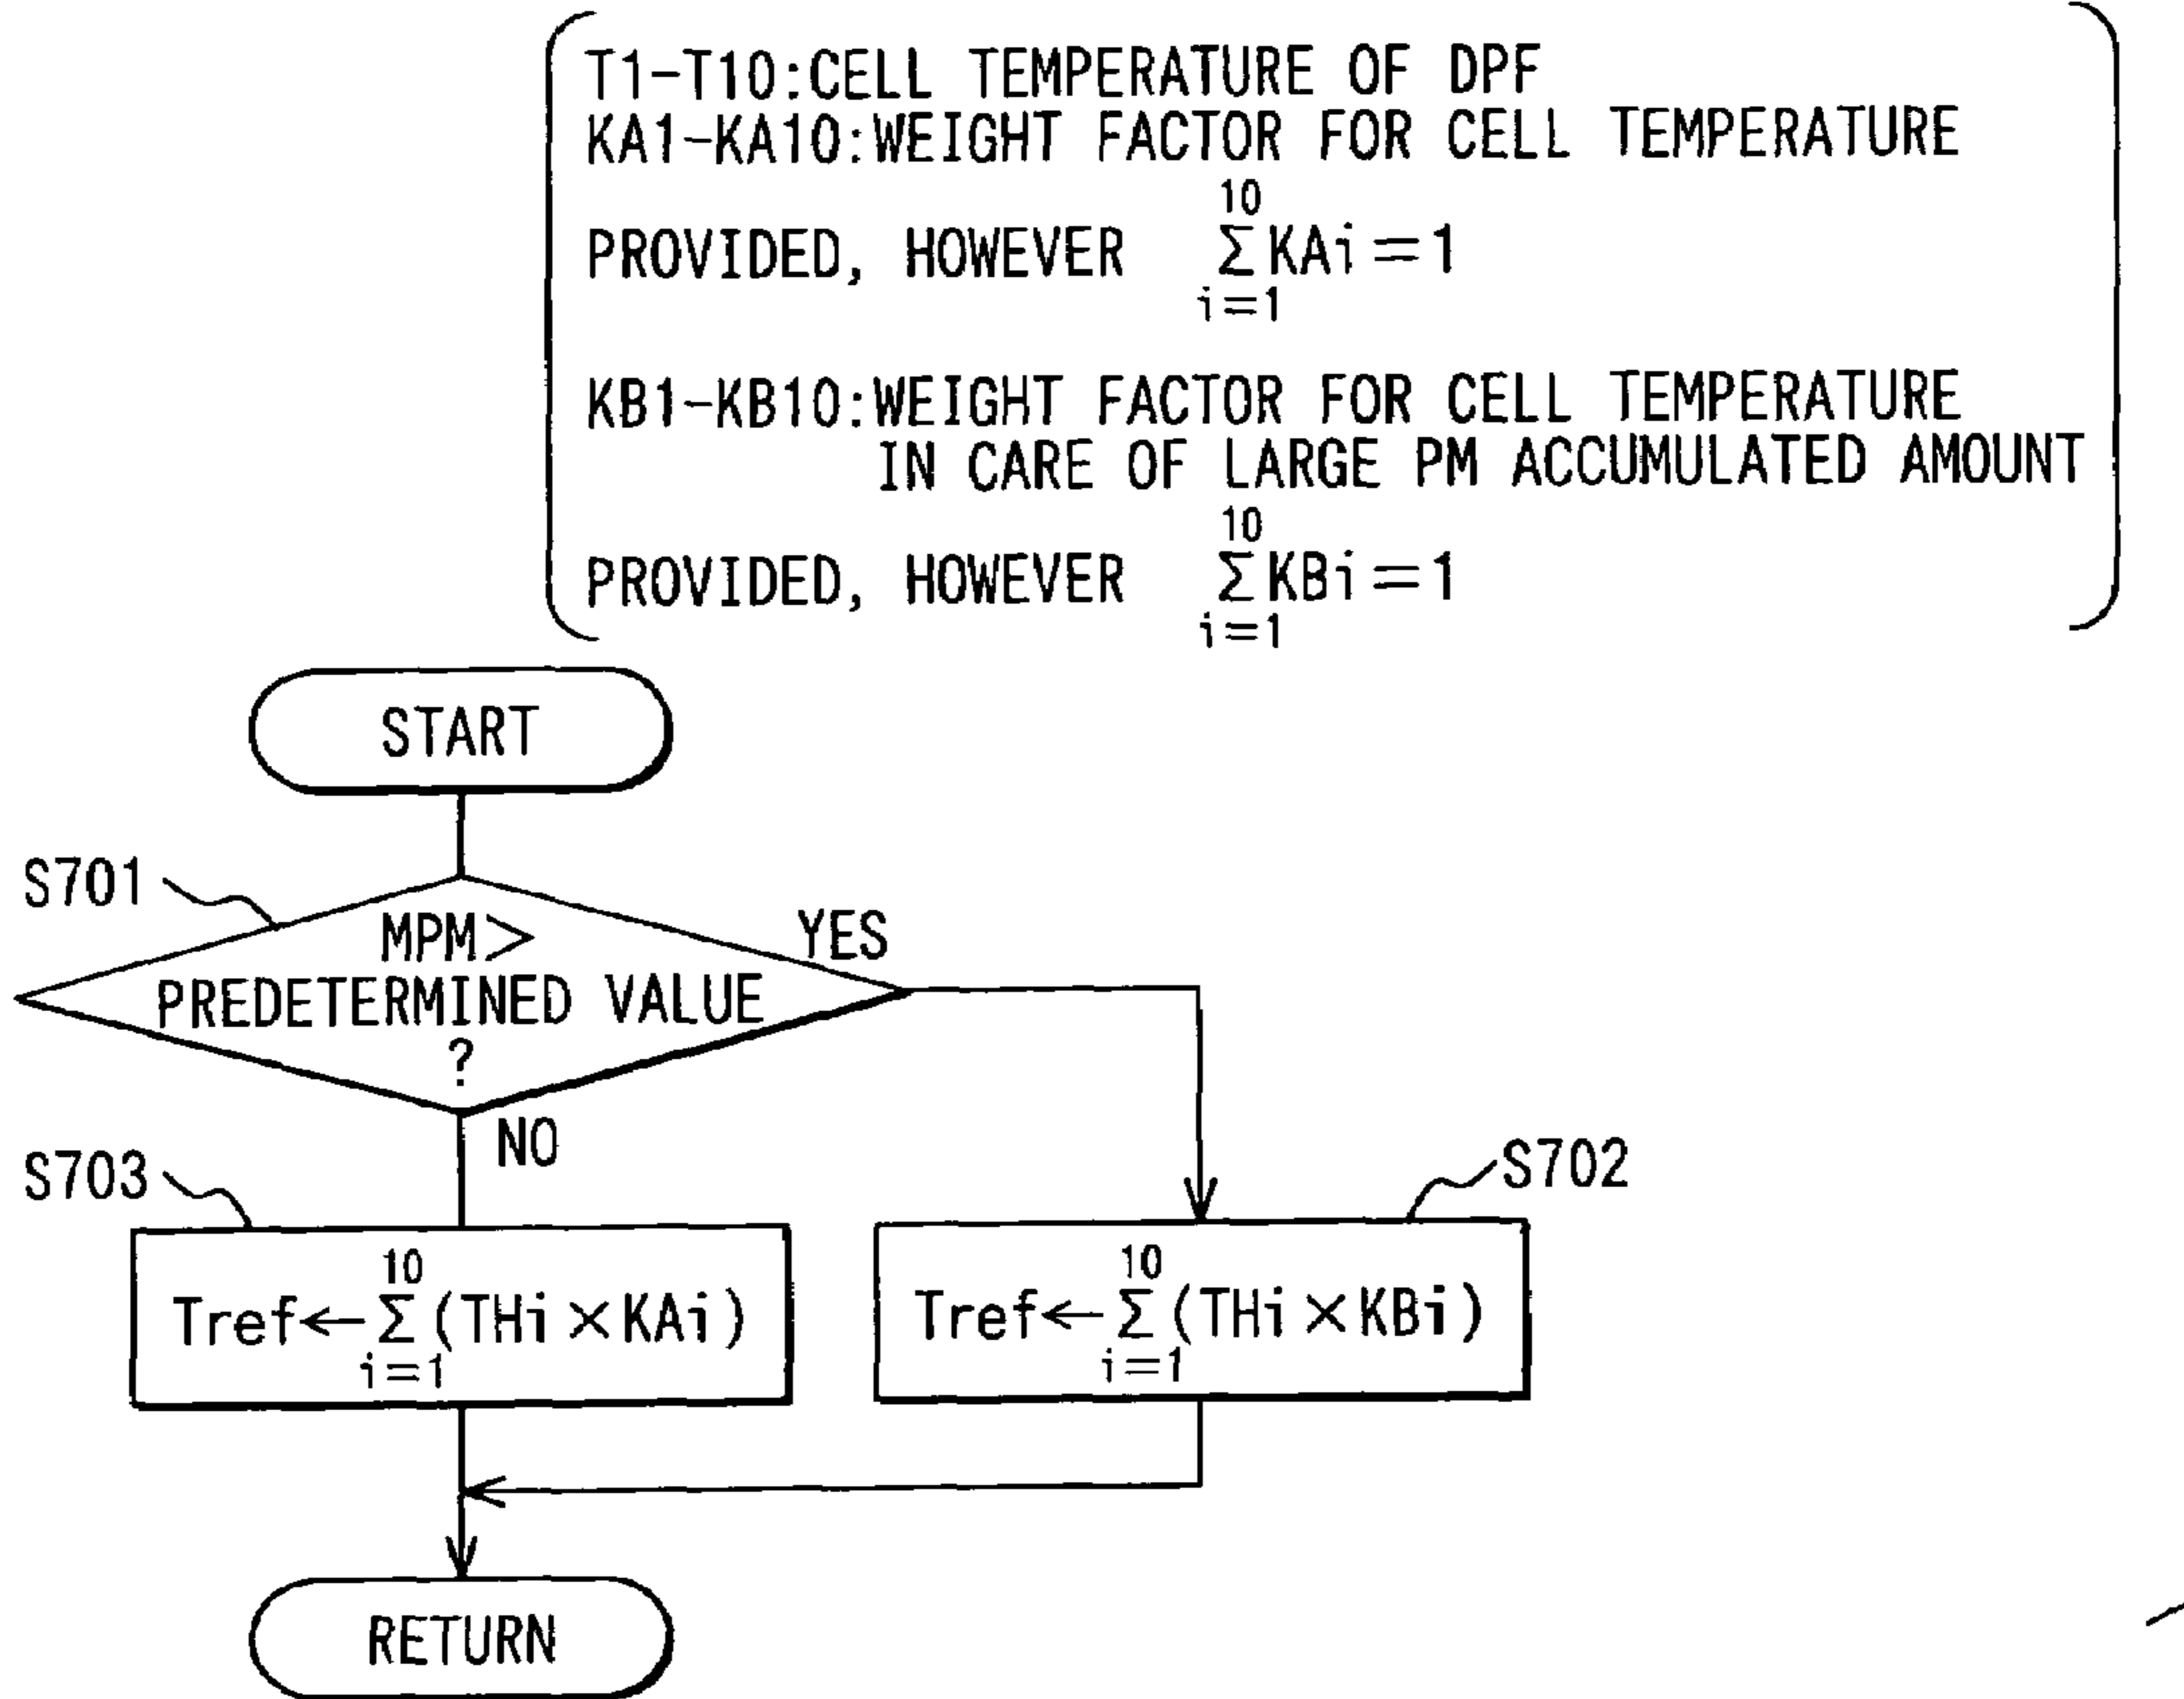 T1-T10:CELL TEMPERATURE OF DPF
KA1-KA10:WEIGHT FACTOR FOR CELL TEMPERATURE
10
PROVIDED, HOWEVER ΣKAi=1
i=1
KB1-KB10:WEIGHT FACTOR FOR CELL TEMPERATURE
IN CARE OF LARGE PM ACCUMULATED AMOUNT
10
PROVIDED, HOWEVER ΣKBi=1
i=1
START
S701
MPM>
PREDETERMINED VALUE
?
YES
NO
S703
10
Tref←Σ(THi×KAi)
i=1
S702
10
Tref←Σ(THi×KBi)
i=1
RETURN